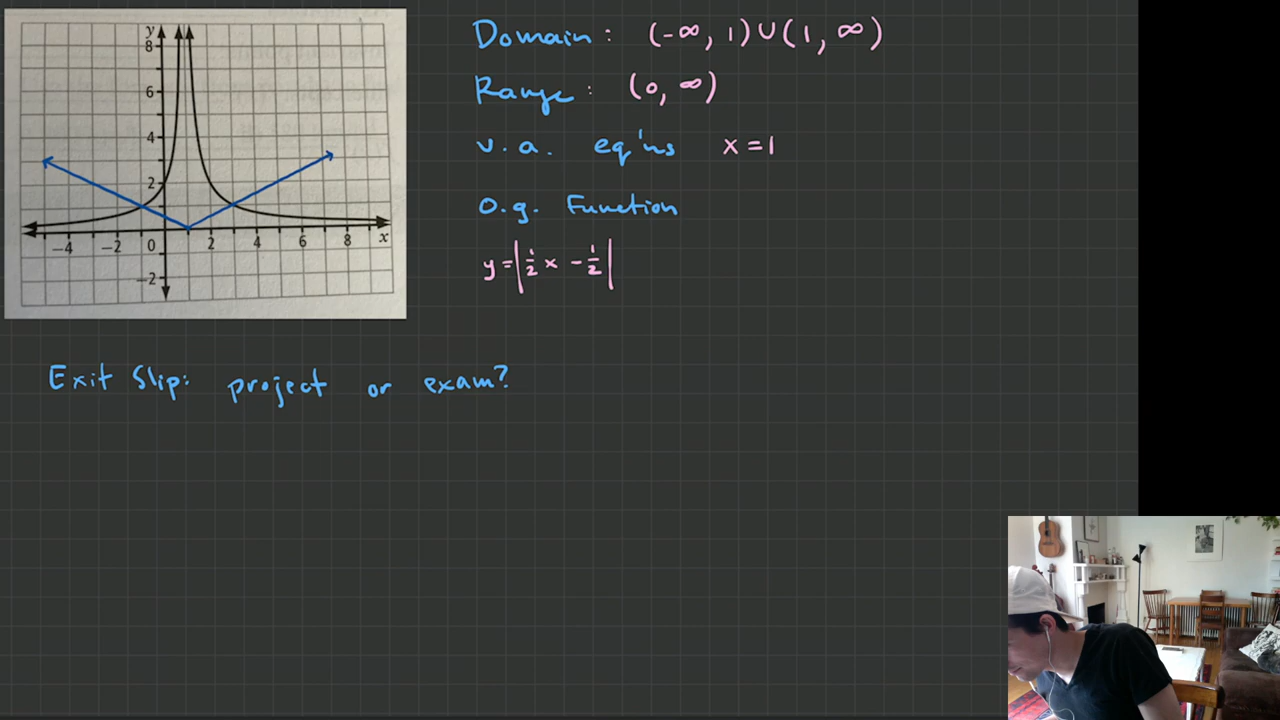 y
8
6
4
2
-4 -2 0 2 4 6 8 x
-2
Domain: (-∞, 1) ∪ (1, ∞)
Range: (0, ∞)
v.a. eq'ns x = 1
o.g. Function
y = |1/2 x - 1/2|
Exit Slip: project or exam?